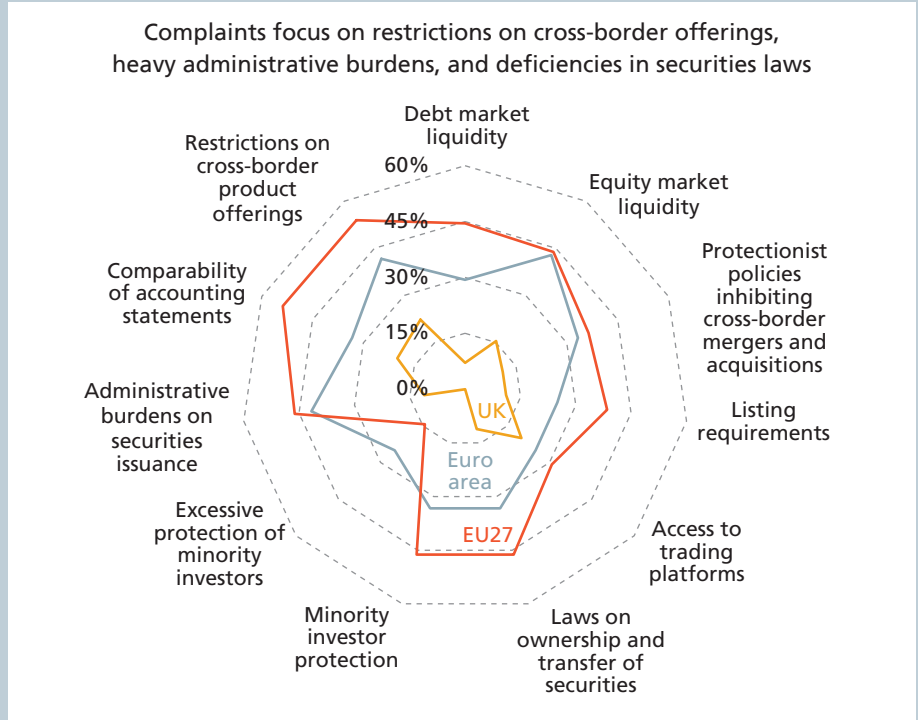 Complaints focus on restrictions on cross-border offerings,
heavy administrative burdens, and deficiencies in securities laws
Debt market
liquidity
Equity market
liquidity
Protectionist
policies
inhibiting
cross-border
mergers and
acquisitions
Listing
requirements
Access to
trading
platforms
Laws on
ownership and
transfer of
securities
Minority
investor
protection
Excessive
protection of
minority
investors
Administrative
burdens on
securities
issuance
Comparability
of accounting
statements
Restrictions on
cross-border
product
offerings
60%
45%
30%
15%
0%
UK
Euro
area
EU27